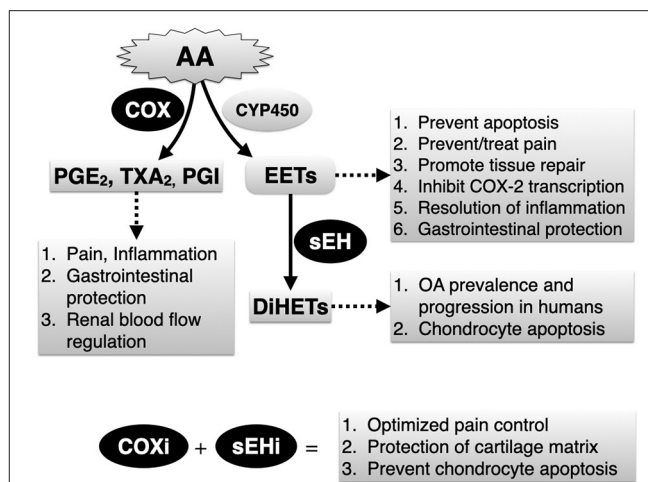 AA
COX
CYP450
PGE₂, TXA₂, PGI
EETs
1. Prevent apoptosis
2. Prevent/treat pain
3. Promote tissue repair
4. Inhibit COX-2 transcription
5. Resolution of inflammation
6. Gastrointestinal protection
1. Pain, Inflammation
2. Gastrointestinal
protection
3. Renal blood flow
regulation
sEH
DiHETs
1. OA prevalence and
progression in humans
2. Chondrocyte apoptosis
COXi + sEHi =
1. Optimized pain control
2. Protection of cartilage matrix
3. Prevent chondrocyte apoptosis